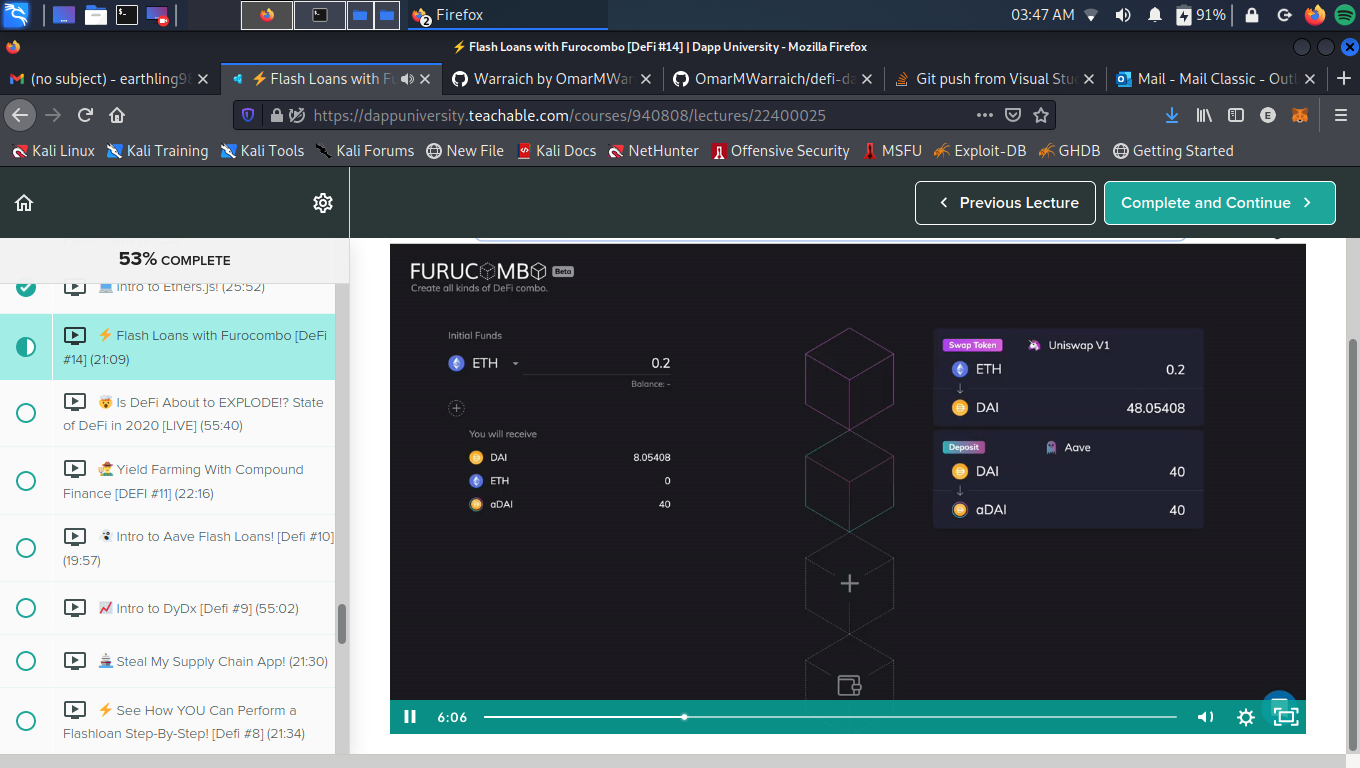 Firefox
03:47 AM
91%
⚡Flash Loans with Furocombo [DeFi #14] | Dapp University - Mozilla Firefox
(no subject) - earthling98
⚡Flash Loans with Fu
Warraich by OmarMWar
OmarMWarraich/defi-da
Git push from Visual Stu
Mail - Mail Classic - Outl
https://dappuniversity.teachable.com/courses/940808/lectures/22400025
Kali Linux
Kali Training
Kali Tools
Kali Forums
New File
Kali Docs
NetHunter
Offensive Security
MSFU
Exploit-DB
GHDB
Getting Started
Previous Lecture
Complete and Continue
53% COMPLETE
Intro to Ethers.js! (25:52)
⚡ Flash Loans with Furocombo [DeFi
#14] (21:09)
🤯 Is DeFi About to EXPLODE!? State
of DeFi in 2020 [LIVE] (55:40)
Yield Farming With Compound
Finance [DEFI #11] (22:16)
Intro to Aave Flash Loans! [Defi #10]
(19:57)
📈 Intro to DyDx [Defi #9] (55:02)
🚢 Steal My Supply Chain App! (21:30)
⚡ See How YOU Can Perform a
Flashloan Step-By-Step! [Defi #8] (21:34)
FURUCOMBO Beta
Create all kinds of DeFi combo.
Initial Funds
ETH 0.2
Balance: -
You will receive
DAI 8.05408
ETH 0
aDAI 40
Swap Token Uniswap V1
ETH 0.2
DAI 48.05408
Deposit Aave
DAI 40
aDAI 40
6:06